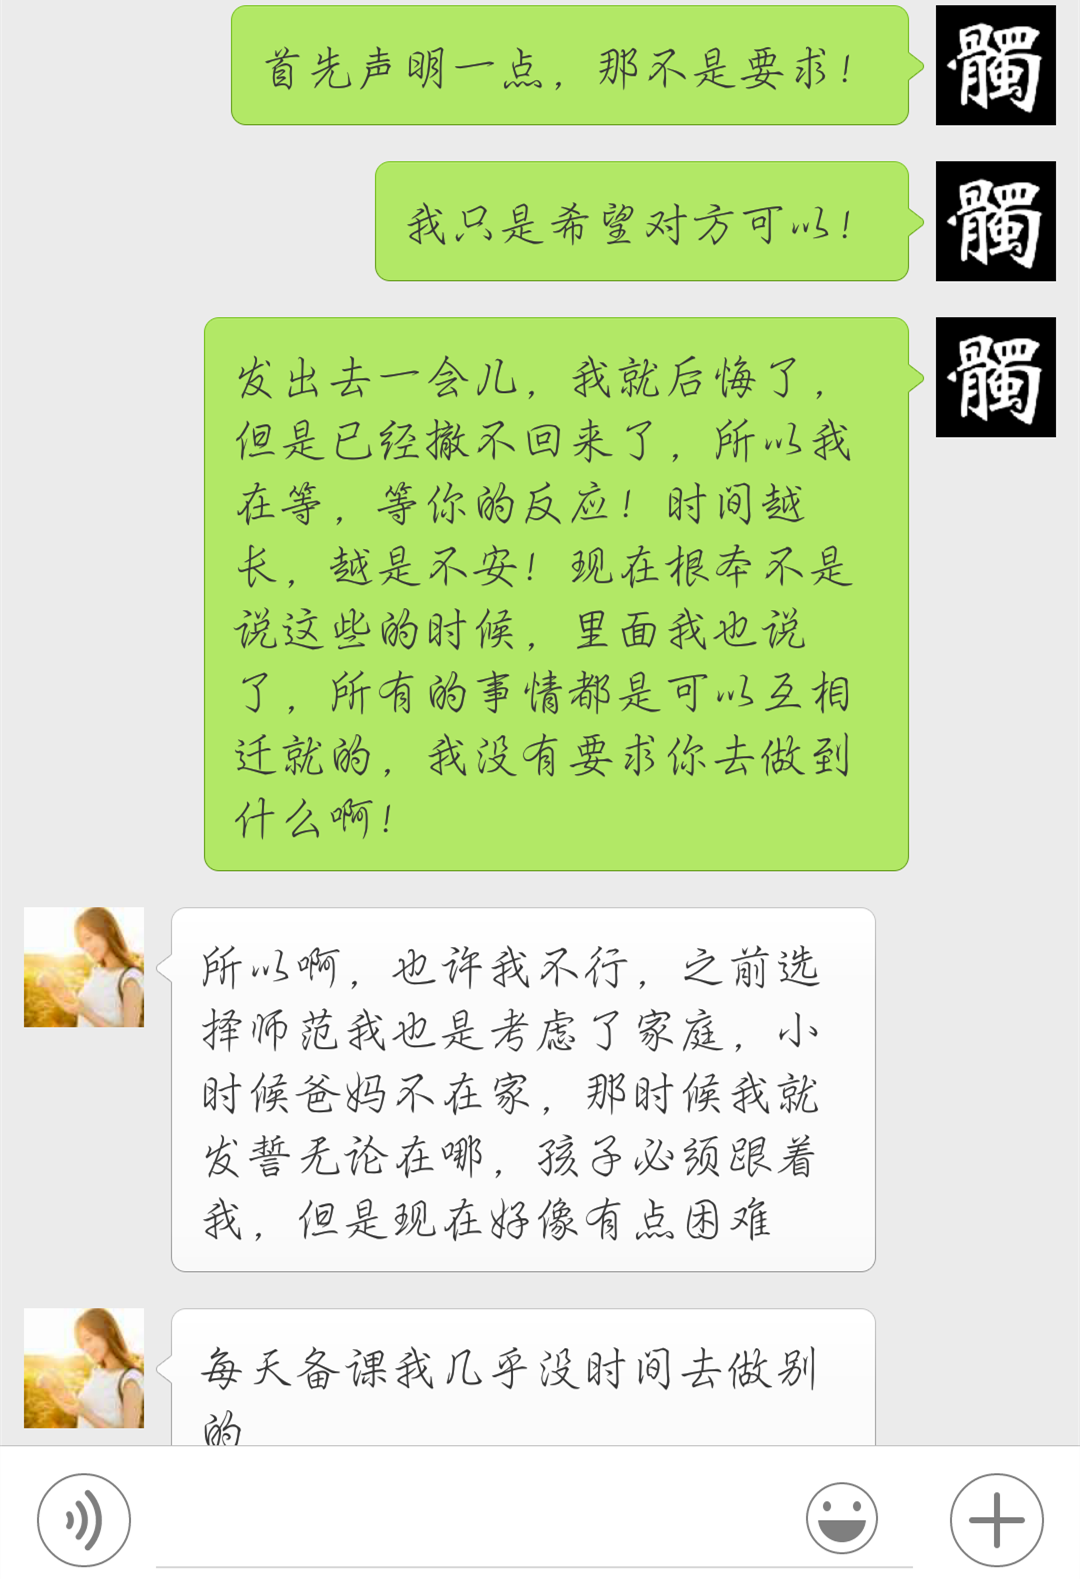 首先声明一点，那不是要求！
髑
我只是希望对方可以！
髑
发出去一会儿，我就后悔了，
但是已经撤不回来了，所以我
在等，等你的反应！时间越
长，越是不安！现在根本不是
说这些的时候，里面我也说
了，所有的事情都是可以互相
迁就的，我没有要求你去做到
什么啊！
髑
所以啊，也许我不行，之前选
择师范我也是考虑了家庭，小
时候爸妈不在家，那时候我就
发誓无论在哪，孩子必须跟着
我，但是现在好像有点困难
每天备课我几乎没时间去做别
的